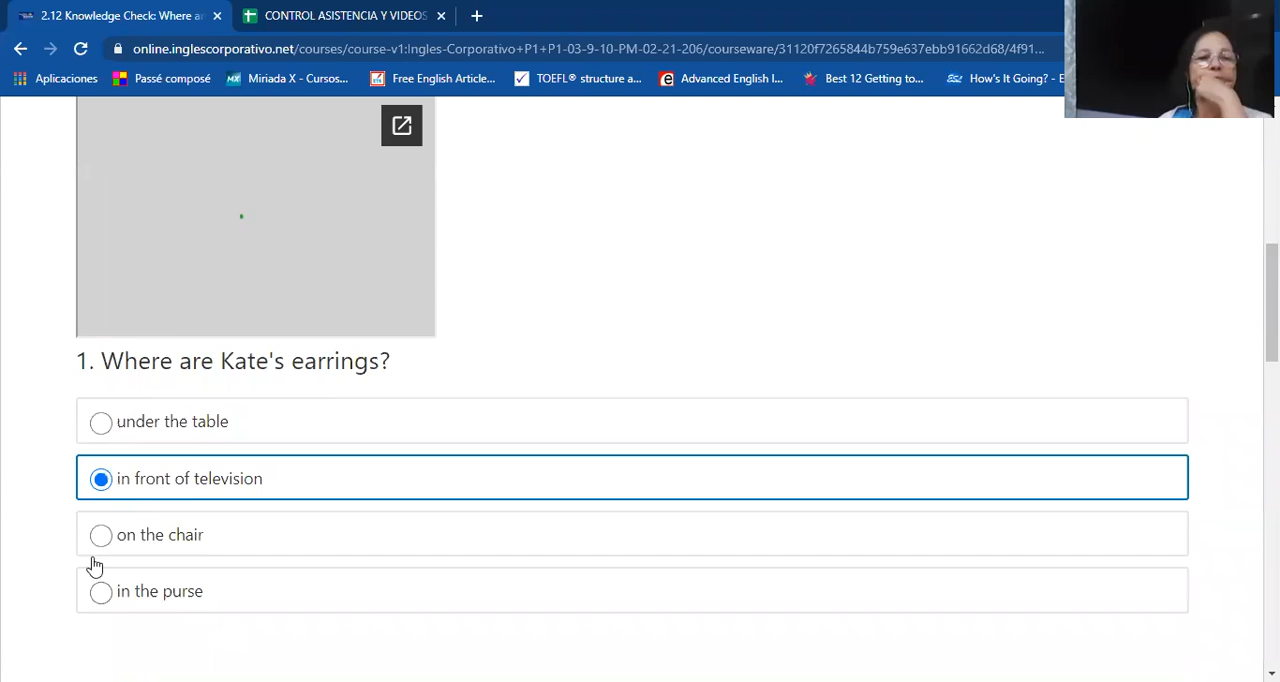 2.12 Knowledge Check: Where ar
CONTROL ASISTENCIA Y VIDEOS
online.inglescorporativo.net/courses/course-v1:Ingles-Corporativo+P1+P1-03-9-10-PM-02-21-206/courseware/31120f7265844b759e637ebb91662d68/4f91...
Aplicaciones Passé composé Miriada X - Cursos... Free English Article... TOEFL® structure a... Advanced English l... Best 12 Getting to... How's It Going? - E
1. Where are Kate's earrings?
under the table
in front of television
on the chair
in the purse